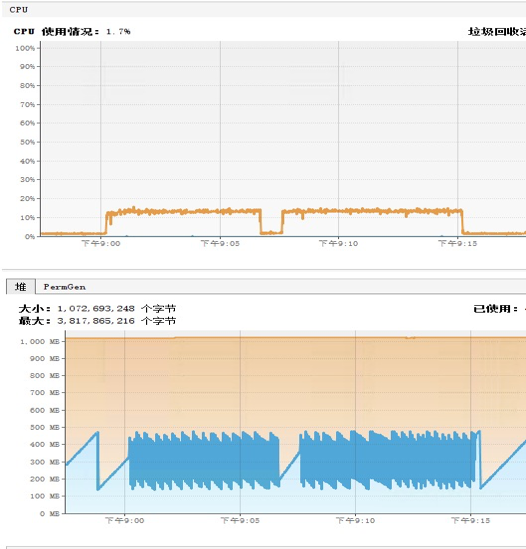 CPU
CPU 使用情况: 1.7%
垃圾回收
100%
90%
80%
70%
60%
50%
40%
30%
20%
10%
0%
下午9:00 下午9:05 下午9:10 下午9:15
堆 PermGen
大小: 1,072,693,248 个字节
已使用:
最大: 3,817,865,216 个字节
1,000 MB
900 MB
800 MB
700 MB
600 MB
500 MB
400 MB
300 MB
200 MB
100 MB
0 MB
下午9:00 下午9:05 下午9:10 下午9:15